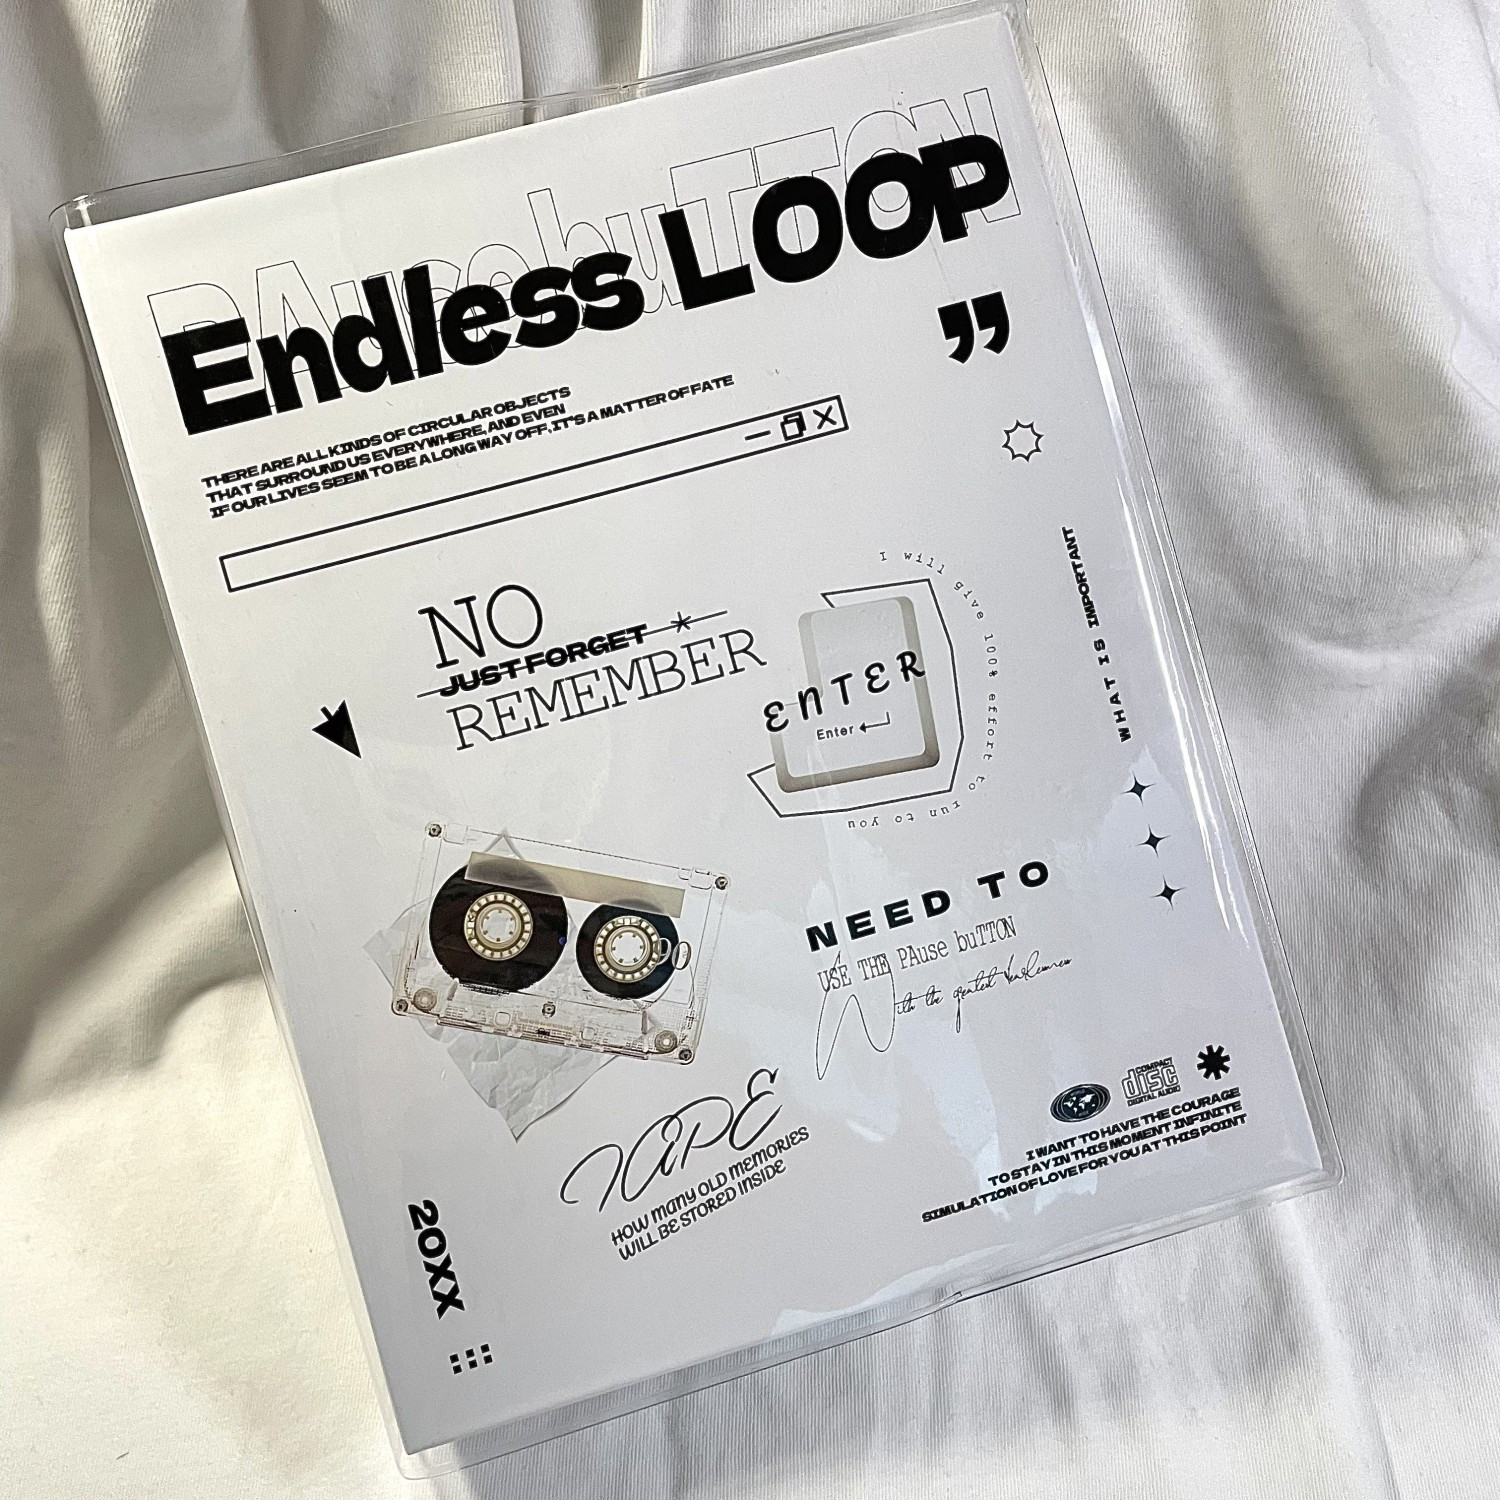 PAuse buTTON
Endless LOOP
”
THERE ARE ALL KINDS OF CIRCULAR OBJECTS
THAT SURROUND US EVERYWHERE, AND EVEN
IF OUR LIVES SEEM TO BE A LONG WAY OFF, IT'S A MATTER OF FATE
NO
JUST FORGET *
REMEMBER
I will give 100% effort to run to you
ENTER
Enter
WHAT IS IMPORTANT
NEED TO
USE THE PAuse buTTON
With the greatest tenderness
TAPE
HOW MANY OLD MEMORIES
WILL BE STORED INSIDE
COMPACT
disc
DIGITAL AUDIO
I WANT TO HAVE THE COURAGE
TO STAY IN THIS MOMENT INFINITE
SIMULATION OF LOVE FOR YOU AT THIS POINT
20XX